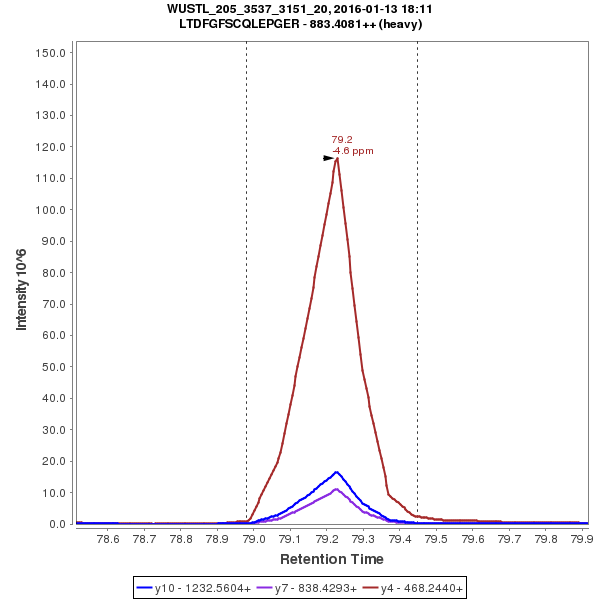 WUSTL_205_3537_3151_20, 2016-01-13 18:11
LTDFGFSCQLEPGER - 883.4081++ (heavy)
150.0
140.0
130.0
120.0
110.0
100.0
90.0
80.0
70.0
60.0
50.0
40.0
30.0
20.0
10.0
0.0
Intensity 10^6
79.2
-4.6 ppm
78.6 78.7 78.8 78.9 79.0 79.1 79.2 79.3 79.4 79.5 79.6 79.7 79.8 79.9
Retention Time
y10 - 1232.5604+ y7 - 838.4293+ y4 - 468.2440+